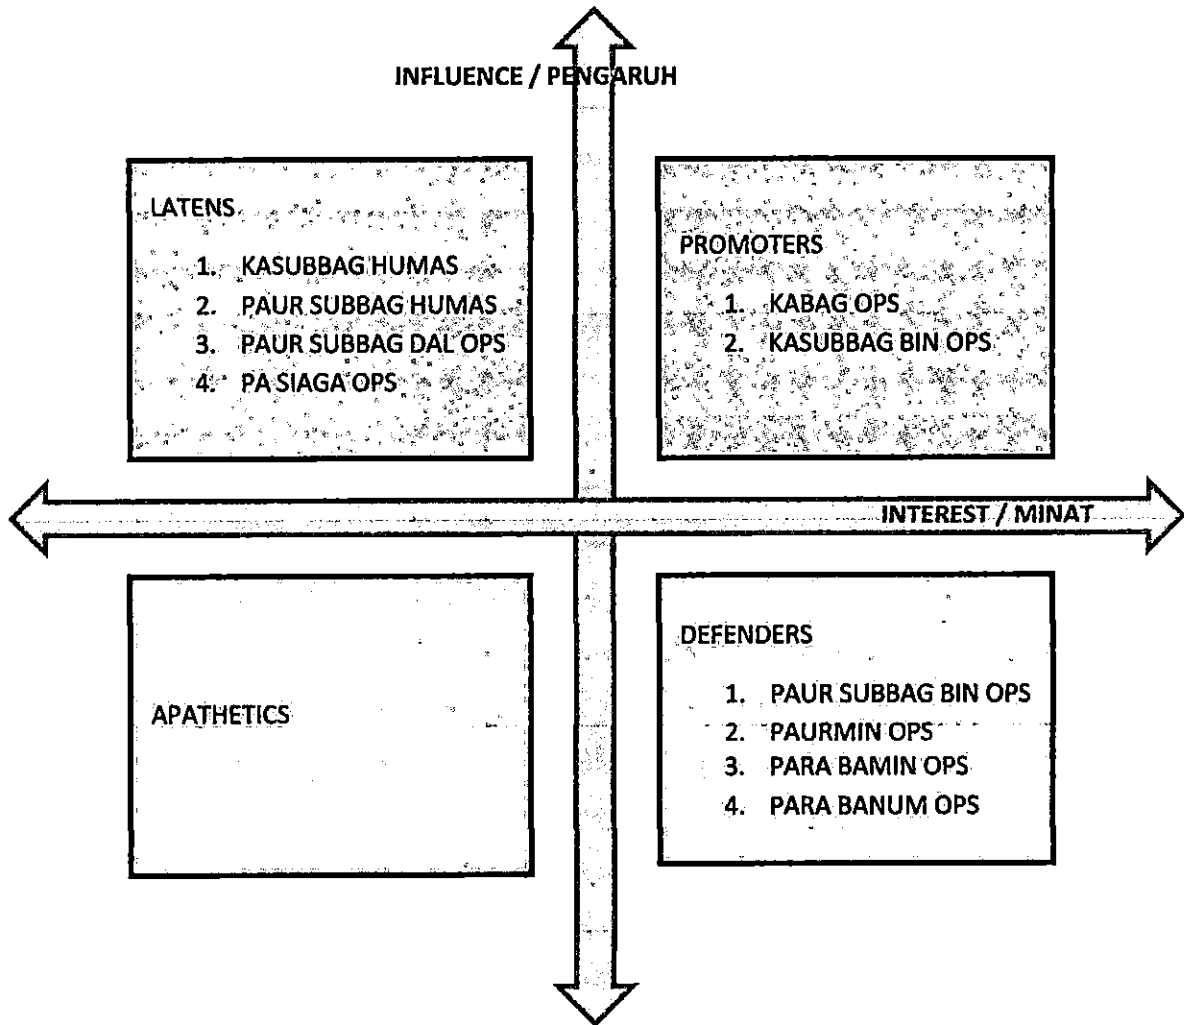 INFLUENCE / PENGARUH
LATENS
1. KASUBBAG HUMAS
2. PAUR SUBBAG HUMAS
3. PAUR SUBBAG DAL OPS
4. PA SIAGA OPS
PROMOTERS
1. KABAG OPS
2. KASUBBAG BIN OPS
INTEREST / MINAT
APATHETICS
DEFENDERS
1. PAUR SUBBAG BIN OPS
2. PAURMIN OPS
3. PARA BAMIN OPS
4. PARA BANUM OPS